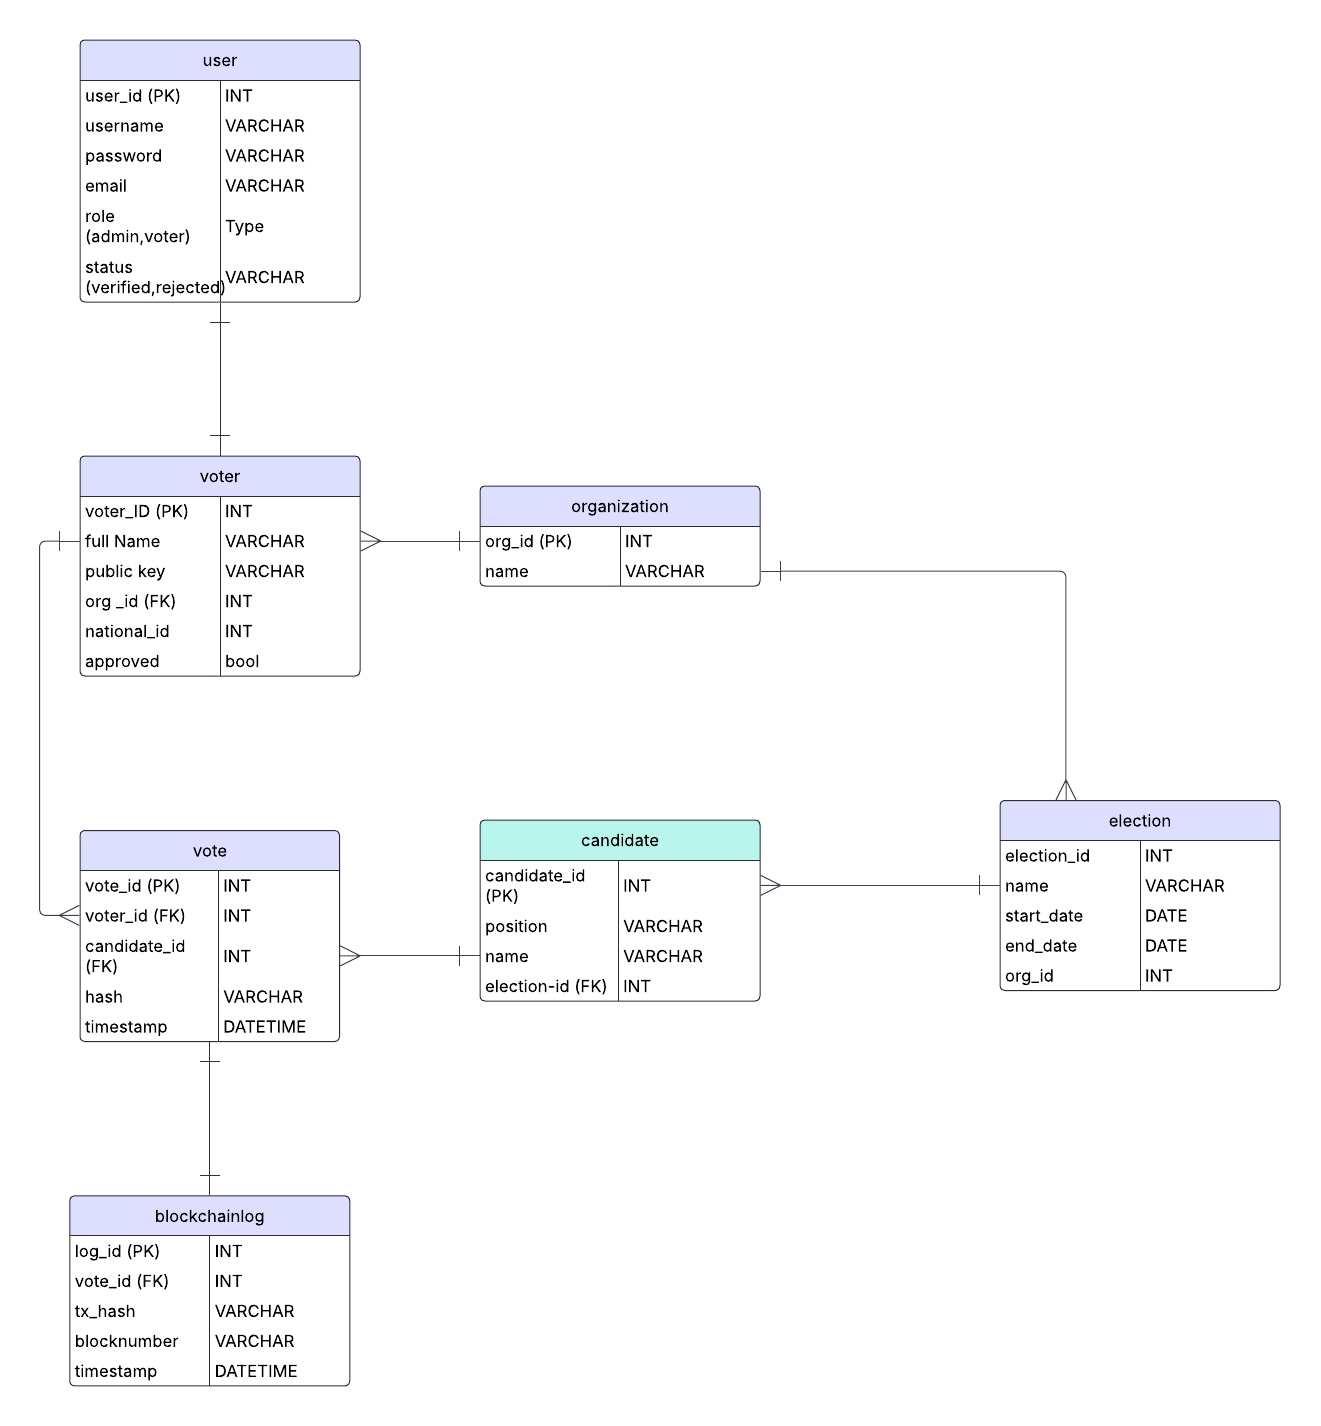 user
user_id (PK) INT
username VARCHAR
password VARCHAR
email VARCHAR
role
(admin,voter) Type
status
(verified,rejected) VARCHAR
voter
voter_ID (PK) INT
full Name VARCHAR
public key VARCHAR
org _id (FK) INT
national_id INT
approved bool
organization
org_id (PK) INT
name VARCHAR
vote
vote_id (PK) INT
voter_id (FK) INT
candidate_id
(FK) INT
hash VARCHAR
timestamp DATETIME
candidate
candidate_id
(PK) INT
position VARCHAR
name VARCHAR
election-id (FK) INT
election
election_id INT
name VARCHAR
start_date DATE
end_date DATE
org_id INT
blockchainlog
log_id (PK) INT
vote_id (FK) INT
tx_hash VARCHAR
blocknumber VARCHAR
timestamp DATETIME